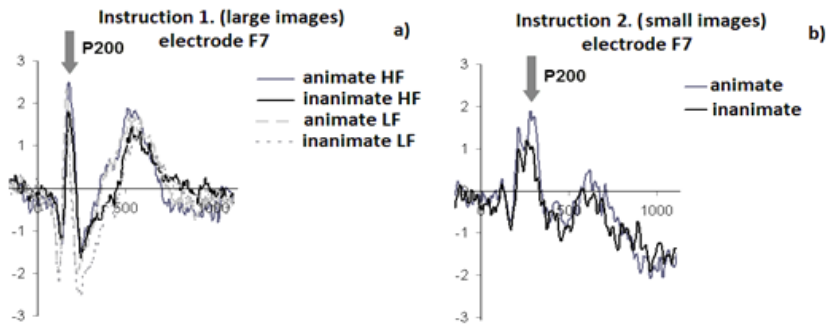 Instruction 1. (large images)
electrode F7
a)
P200
animate HF
inanimate HF
animate LF
inanimate LF
3
2
1
0
-1
-2
-3
0
500
1000
Instruction 2. (small images)
electrode F7
b)
P200
animate
inanimate
3
2
1
0
-1
-2
-3
0
500
1000